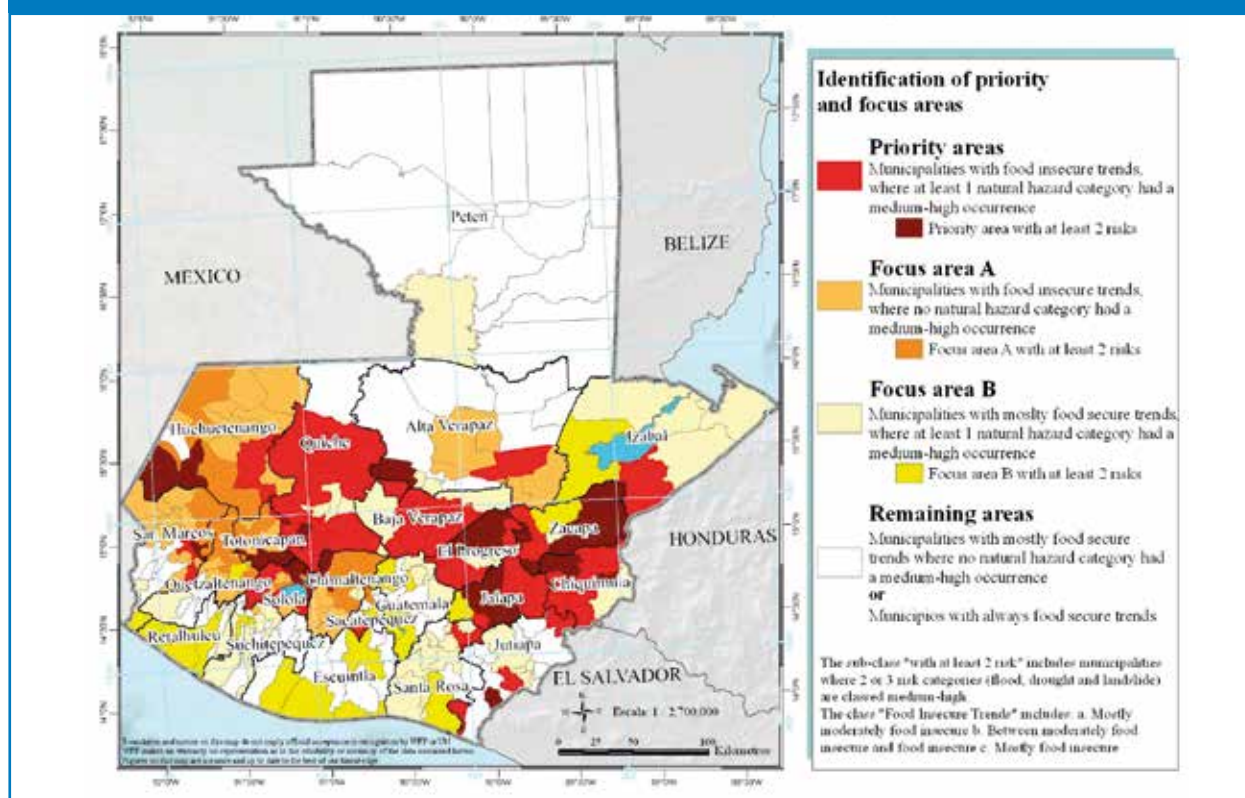 Identification of priority
and focus areas
Priority areas
Municipalities with food insecure trends,
where at least 1 natural hazard category had a
medium-high occurrence
Priority area with at least 2 risks
Focus area A
Municipalities with food insecure trends,
where no natural hazard category had a
medium-high occurrence
Focus area A with at least 2 risks
Focus area B
Municipalities with moslty food secure trends,
where at least 1 natural hazard category had a
medium-high occurrence
Focus area B with at least 2 risks
Remaining areas
Municipalities with mostly food secure
trends where no natural hazard category had
a medium-high occurrence
or
Municipios with always food secure trends
The sub-class "with at least 2 risk" includes municipalities
where 2 or 3 risk categories (flood, drought and landslide)
are classed medium-high
The class "Food Insecure Trends" includes: a. Mostly
moderately food insecure b. Between moderately food
insecure and food insecure c. Mostly food insecure
Peten
BELIZE
MEXICO
Huehuetenango
Quiche
Alta Verapaz
Izabal
San Marcos
Totonicapan
Baja Verapaz
El Progreso
Zacapa
HONDURAS
Quetzaltenango
Solola
Chimaltenango
Guatemala
Jalapa
Chiquimula
Sacatepequez
Retalhuleu
Suchitepequez
Escuintla
Santa Rosa
Jutiapa
EL SALVADOR
Escala: 1 : 2,700,000
0 25 50 100
Kilometros